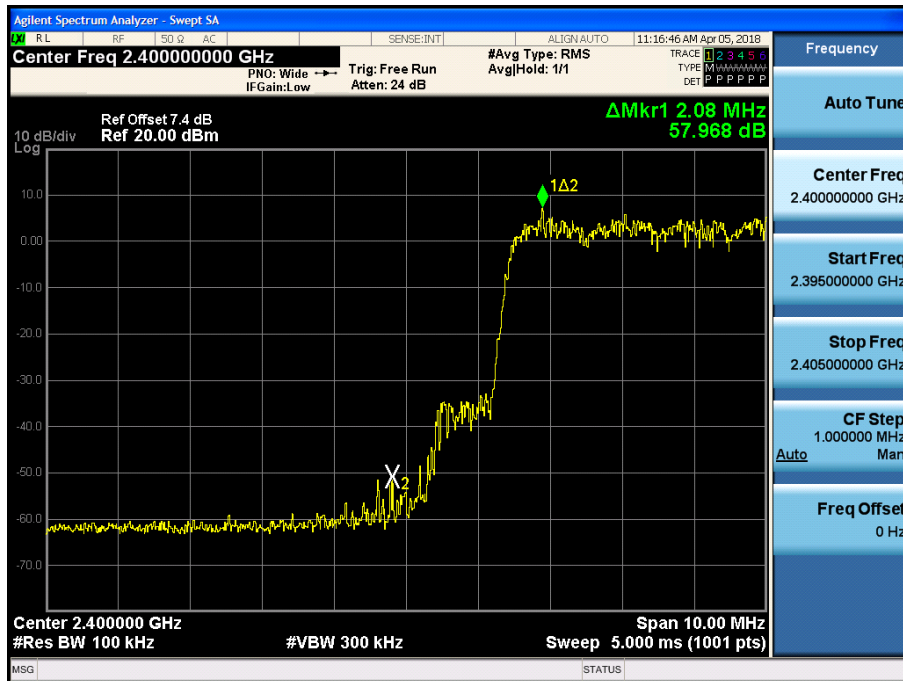 Agilent Spectrum Analyzer - Swept SA
LXI RL RF 50 Ω AC SENSE:INT ALIGN AUTO 11:16:46 AM Apr 05, 2018
Center Freq 2.400000000 GHz
PNO: Wide
IFGain:Low
Trig: Free Run
Atten: 24 dB
#Avg Type: RMS
Avg|Hold: 1/1
TRACE 1 2 3 4 5 6
TYPE MWWWWW
DET P P P P P P
ΔMkr1 2.08 MHz
57.968 dB
Ref Offset 7.4 dB
10 dB/div Ref 20.00 dBm
Log
1Δ2
10.0
0.00
-10.0
-20.0
-30.0
-40.0
-50.0
-60.0
-70.0
X2
Center 2.400000 GHz Span 10.00 MHz
#Res BW 100 kHz #VBW 300 kHz Sweep 5.000 ms (1001 pts)
MSG STATUS
Frequency
Auto Tune
Center Freq
2.400000000 GHz
Start Freq
2.395000000 GHz
Stop Freq
2.405000000 GHz
CF Step
1.000000 MHz
Auto Man
Freq Offset
0 Hz